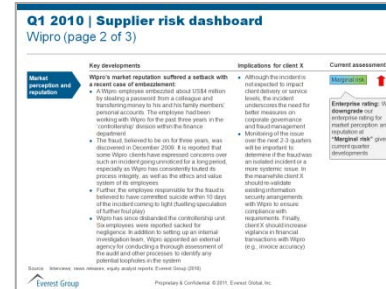 Q1 2010 | Supplier risk dashboard
Wipro (page 2 of 3)
Key developments
Implications for client X
Current assessment
Market
perception and
reputation
Wipro's market reputation suffered a setback with
a recent case of embezzlement:
• A Wipro employee embezzled about US$4 million
by stealing a password from a colleague and
transferring money to his and his family members'
personal accounts. The employee had been
working with Wipro for the past three years in the
'controllership' division within the finance
department
• The fraud, believed to be on for three years, was
discovered in December 2009. It is reported that
some Wipro clients have expressed concerns over
such an incident going unnoticed for a long period,
especially as Wipro has consistently touted its
process integrity, as well as the ethics and value
system of its employees
• Further, the employee responsible for the fraud is
believed to have committed suicide within 10 days
of the incident coming to light (fuelling speculation
of further foul play)
• Wipro has since disbanded the controllership unit.
Six employees were reported sacked for
negligence. In addition to setting up an internal
investigation team, Wipro appointed an external
agency for conducting a thorough assessment of
the audit and other processes to identify any
potential loopholes in the system
• Although the incident is
not expected to impact
client delivery or service
levels, the incident
underscores the need for
better measures on
corporate governance
and fraud management
• Monitoring of the issue
over the next 2-3 quarters
will be important to
determine if the fraud was
an isolated incident or a
more systemic issue. In
the meanwhile client X
should re-validate
existing information
security arrangements
with Wipro to ensure
compliance with
requirements. Finally,
client X should increase
vigilance in financial
transactions with Wipro
(e.g., invoice accuracy)
Marginal risk
Enterprise rating: W
downgrade our
enterprise rating for
market perception and
reputation at
"Marginal risk" give
current quarter
developments
Source: Interviews; news releases; equity analyst reports; Everest Group (2010)
Everest Group
Proprietary & Confidential. © 2011, Everest Global, Inc.